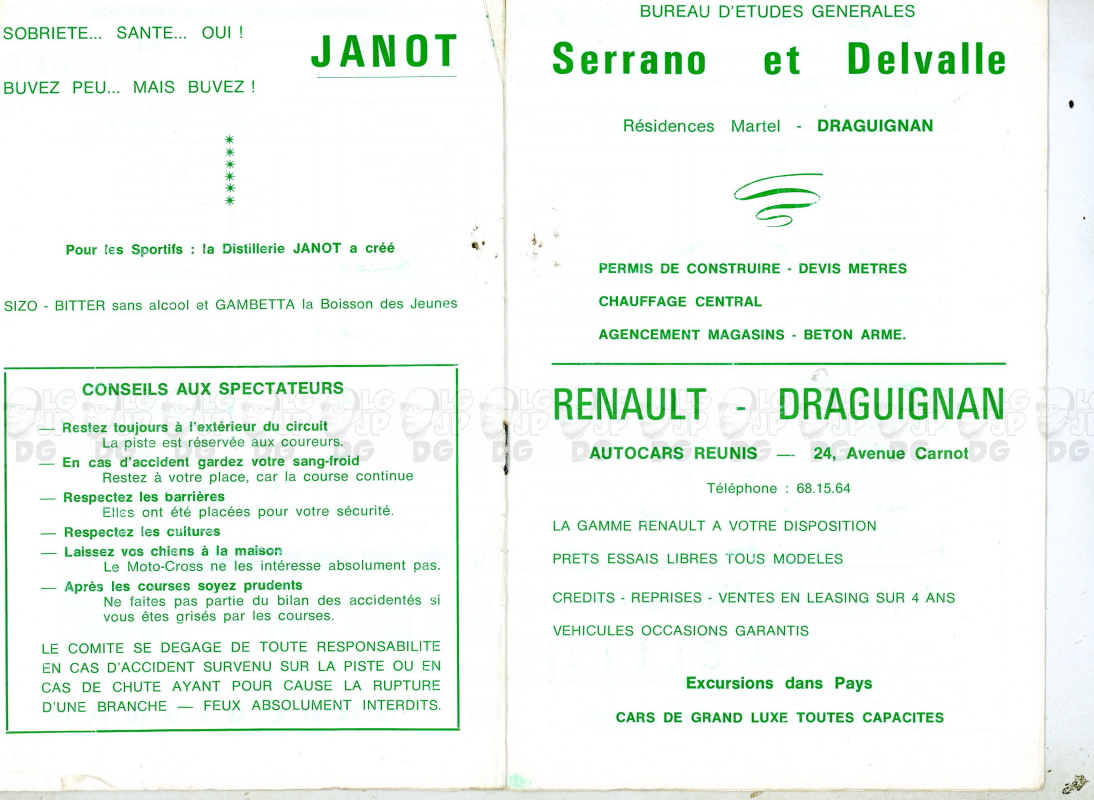 SOBRIETE... SANTE... OUI !
JANOT
BUVEZ PEU... MAIS BUVEZ !
Pour les Sportifs : la Distillerie JANOT a créé
SIZO - BITTER sans alcool et GAMBETTA la Boisson des Jeunes
CONSEILS AUX SPECTATEURS
— Restez toujours à l'extérieur du circuit
La piste est réservée aux coureurs.
— En cas d'accident gardez votre sang-froid
Restez à votre place, car la course continue
— Respectez les barrières
Elles ont été placées pour votre sécurité.
— Respectez les cultures
— Laissez vos chiens à la maison
Le Moto-Cross ne les intéresse absolument pas.
— Après les courses soyez prudents
Ne faites pas partie du bilan des accidentés si
vous êtes grisés par les courses.
LE COMITE SE DEGAGE DE TOUTE RESPONSABILITE
EN CAS D'ACCIDENT SURVENU SUR LA PISTE OU EN
CAS DE CHUTE AYANT POUR CAUSE LA RUPTURE
D'UNE BRANCHE — FEUX ABSOLUMENT INTERDITS.
BUREAU D'ETUDES GENERALES
Serrano et Delvalle
Résidences Martel - DRAGUIGNAN
PERMIS DE CONSTRUIRE - DEVIS METRES
CHAUFFAGE CENTRAL
AGENCEMENT MAGASINS - BETON ARME.
RENAULT - DRAGUIGNAN
AUTOCARS REUNIS — 24, Avenue Carnot
Téléphone : 68.15.64
LA GAMME RENAULT A VOTRE DISPOSITION
PRETS ESSAIS LIBRES TOUS MODELES
CREDITS - REPRISES - VENTES EN LEASING SUR 4 ANS
VEHICULES OCCASIONS GARANTIS
Excursions dans Pays
CARS DE GRAND LUXE TOUTES CAPACITES